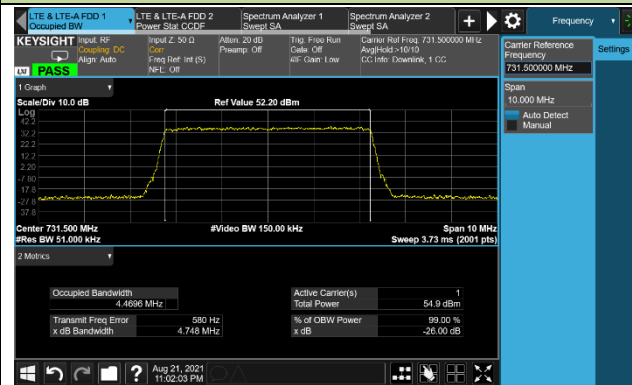 LTE & LTE-A FDD 1
Occupied BW
LTE & LTE-A FDD 2
Power Stat CCDF
Spectrum Analyzer 1
Swept SA
Spectrum Analyzer 2
Swept SA
Frequency
KEYSIGHT
Input: RF
Coupling: DC
Align: Auto
Input Z: 50 Ω
Corr
Freq Ref: Int (S)
NFE: Off
Atten: 20 dB
Preamp: Off
Trig: Free Run
Gate: Off
#IF Gain: Low
Carrier Ref Freq: 731.500000 MHz
Avg|Hold:>10/10
CC Info: Downlink, 1 CC
LXI
PASS
Carrier Reference
Frequency
731.500000 MHz
Settings
Span
10.000 MHz
Auto Detect
Manual
1 Graph
Scale/Div 10.0 dB
Ref Value 52.20 dBm
Log
42.2
32.2
22.2
12.2
2.20
-7.80
-17.8
-27.8
-37.8
Center 731.500 MHz
#Video BW 150.00 kHz
Span 10 MHz
#Res BW 51.000 kHz
Sweep 3.73 ms (2001 pts)
2 Metrics
Occupied Bandwidth
4.4696 MHz
Active Carrier(s)
1
Total Power
54.9 dBm
Transmit Freq Error
580 Hz
% of OBW Power
99.00 %
x dB Bandwidth
4.748 MHz
x dB
-26.00 dB
?
Aug 21, 2021
11:02:03 PM